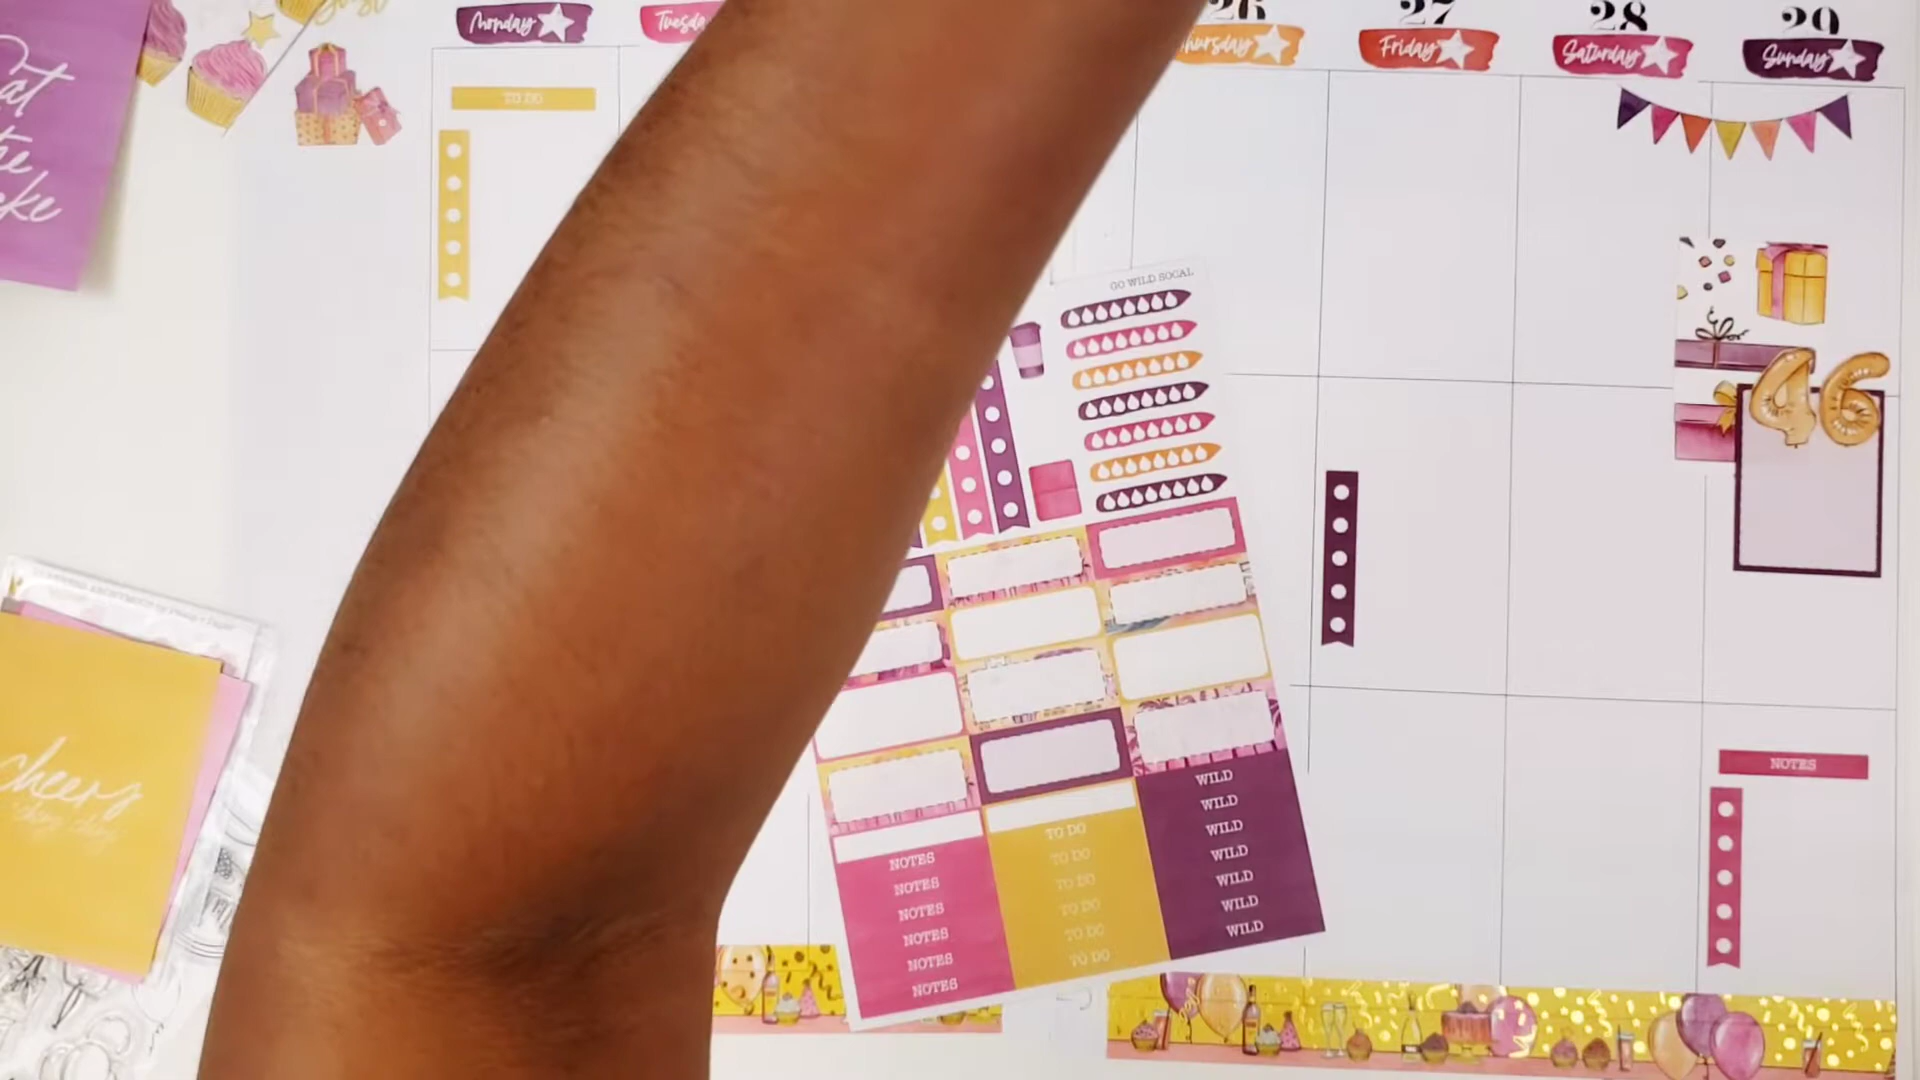 Monday
26
27
28
29
Thursday
Friday
Saturday
Sunday
TO DO
GO WILD SOCAL
46
NOTES
cheers
WILD
WILD
WILD
WILD
WILD
WILD
WILD
TO DO
TO DO
TO DO
TO DO
TO DO
TO DO
NOTES
NOTES
NOTES
NOTES
NOTES
NOTES